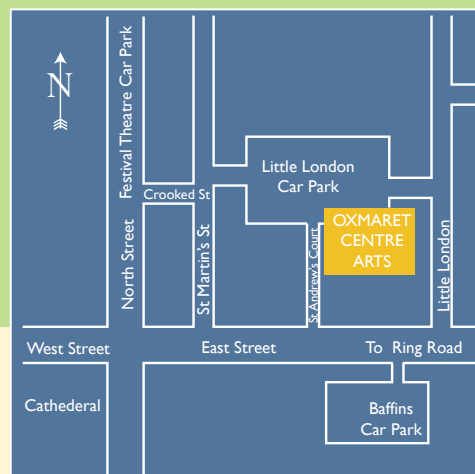 N
Festival Theatre Car Park
North Street
Crooked St
St Martin's St
Little London
Car Park
St Andrew's Court
OXMARET
CENTRE
ARTS
Little London
West Street
East Street
To Ring Road
Cathederal
Baffins
Car Park